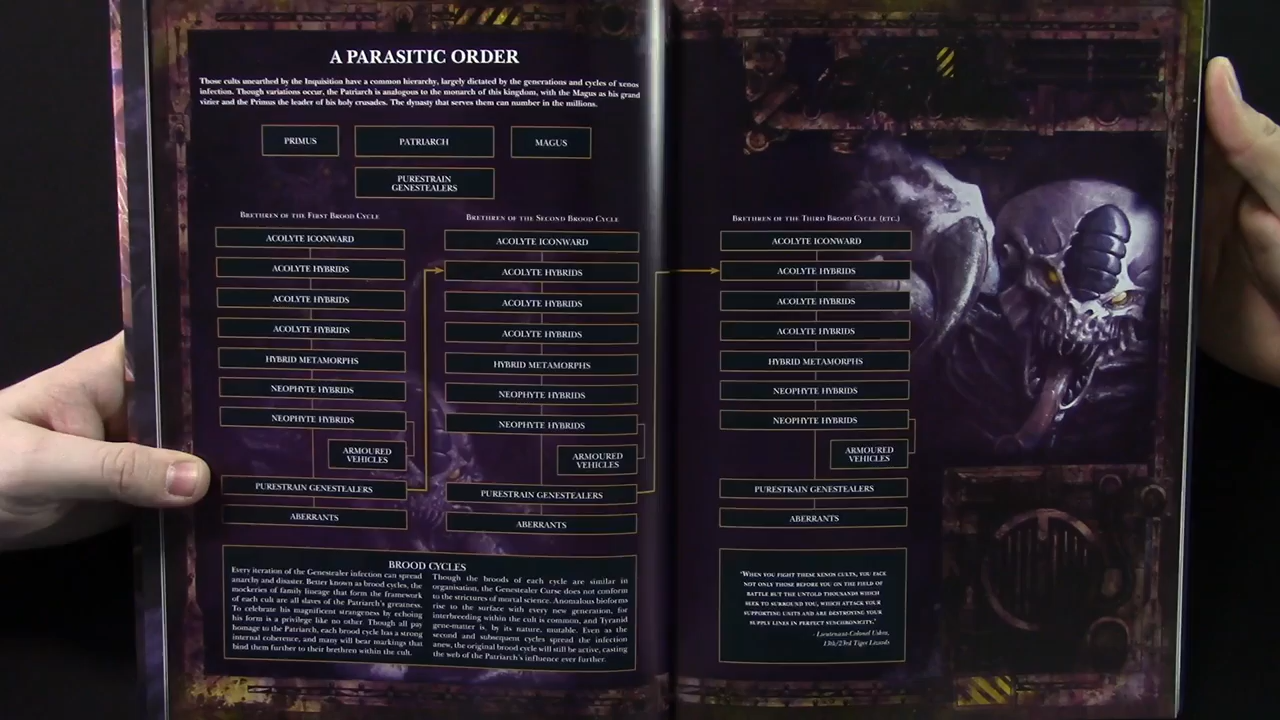 A PARASITIC ORDER
Those cults unearthed by the Inquisition have a common hierarchy, largely dictated by the generations and cycles of xenos
infection. Though variations occur, the Patriarch is analogous to the monarch of this kingdom, with the Magus as his grand
vizier and the Primus the leader of his holy crusades. The dynasty that serves them can number in the millions.
PRIMUS
PATRIARCH
MAGUS
PURESTRAIN
GENESTEALERS
BRETHREN OF THE FIRST BROOD CYCLE
ACOLYTE ICONWARD
ACOLYTE HYBRIDS
ACOLYTE HYBRIDS
ACOLYTE HYBRIDS
HYBRID METAMORPHS
NEOPHYTE HYBRIDS
NEOPHYTE HYBRIDS
ARMOURED
VEHICLES
PURESTRAIN GENESTEALERS
ABERRANTS
BRETHREN OF THE SECOND BROOD CYCLE
ACOLYTE ICONWARD
ACOLYTE HYBRIDS
ACOLYTE HYBRIDS
ACOLYTE HYBRIDS
HYBRID METAMORPHS
NEOPHYTE HYBRIDS
NEOPHYTE HYBRIDS
ARMOURED
VEHICLES
PURESTRAIN GENESTEALERS
ABERRANTS
BRETHREN OF THE THIRD BROOD CYCLE (ETC.)
ACOLYTE ICONWARD
ACOLYTE HYBRIDS
ACOLYTE HYBRIDS
ACOLYTE HYBRIDS
HYBRID METAMORPHS
NEOPHYTE HYBRIDS
NEOPHYTE HYBRIDS
ARMOURED
VEHICLES
PURESTRAIN GENESTEALERS
ABERRANTS
BROOD CYCLES
Every iteration of the Genestealer infection can spread
anarchy and disaster. Better known as brood cycles, the
mockeries of family lineage that form the framework
of each cult are all slaves of the Patriarch's greatness.
To celebrate his magnificent strangeness by echoing
his form is a privilege like no other. Though all pay
homage to the Patriarch, each brood cycle has a strong
internal coherence, and many will bear markings that
bind them further to their brethren within the cult.
Though the broods of each cycle are similar in
organisation, the Genestealer Curse does not conform
to the strictures of mortal science. Anomalous bioforms
rise to the surface with every new generation, for
interbreeding within the cult is common, and Tyranid
gene-matter is, by its nature, mutable. Even as the
second and subsequent cycles spread the infection
anew, the original brood cycle will still be active, casting
the web of the Patriarch's influence ever further.
'WHEN YOU FIGHT THESE XENOS CULTS, YOU FACE
NOT ONLY THOSE BEFORE YOU ON THE FIELD OF
BATTLE BUT THE UNTOLD THOUSANDS WHICH
SEEK TO SURROUND YOU, WHICH ATTACK YOUR
SUPPORTING UNITS AND ARE DESTROYING YOUR
SUPPLY LINES IN PERFECT SYNCHRONICITY.'
- Lieutenant-Colonel
13th/23rd Tiger Lizards